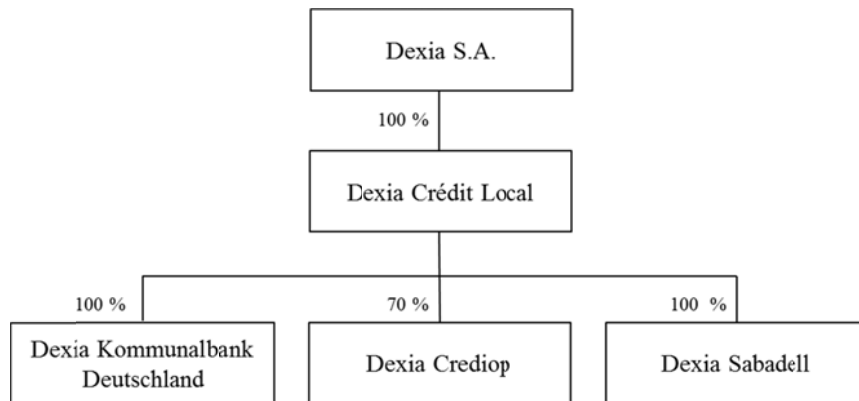 Dexia S.A.
100 %
Dexia Crédit Local
100 %
70 %
100 %
Dexia Kommunalbank
Deutschland
Dexia Crediop
Dexia Sabadell